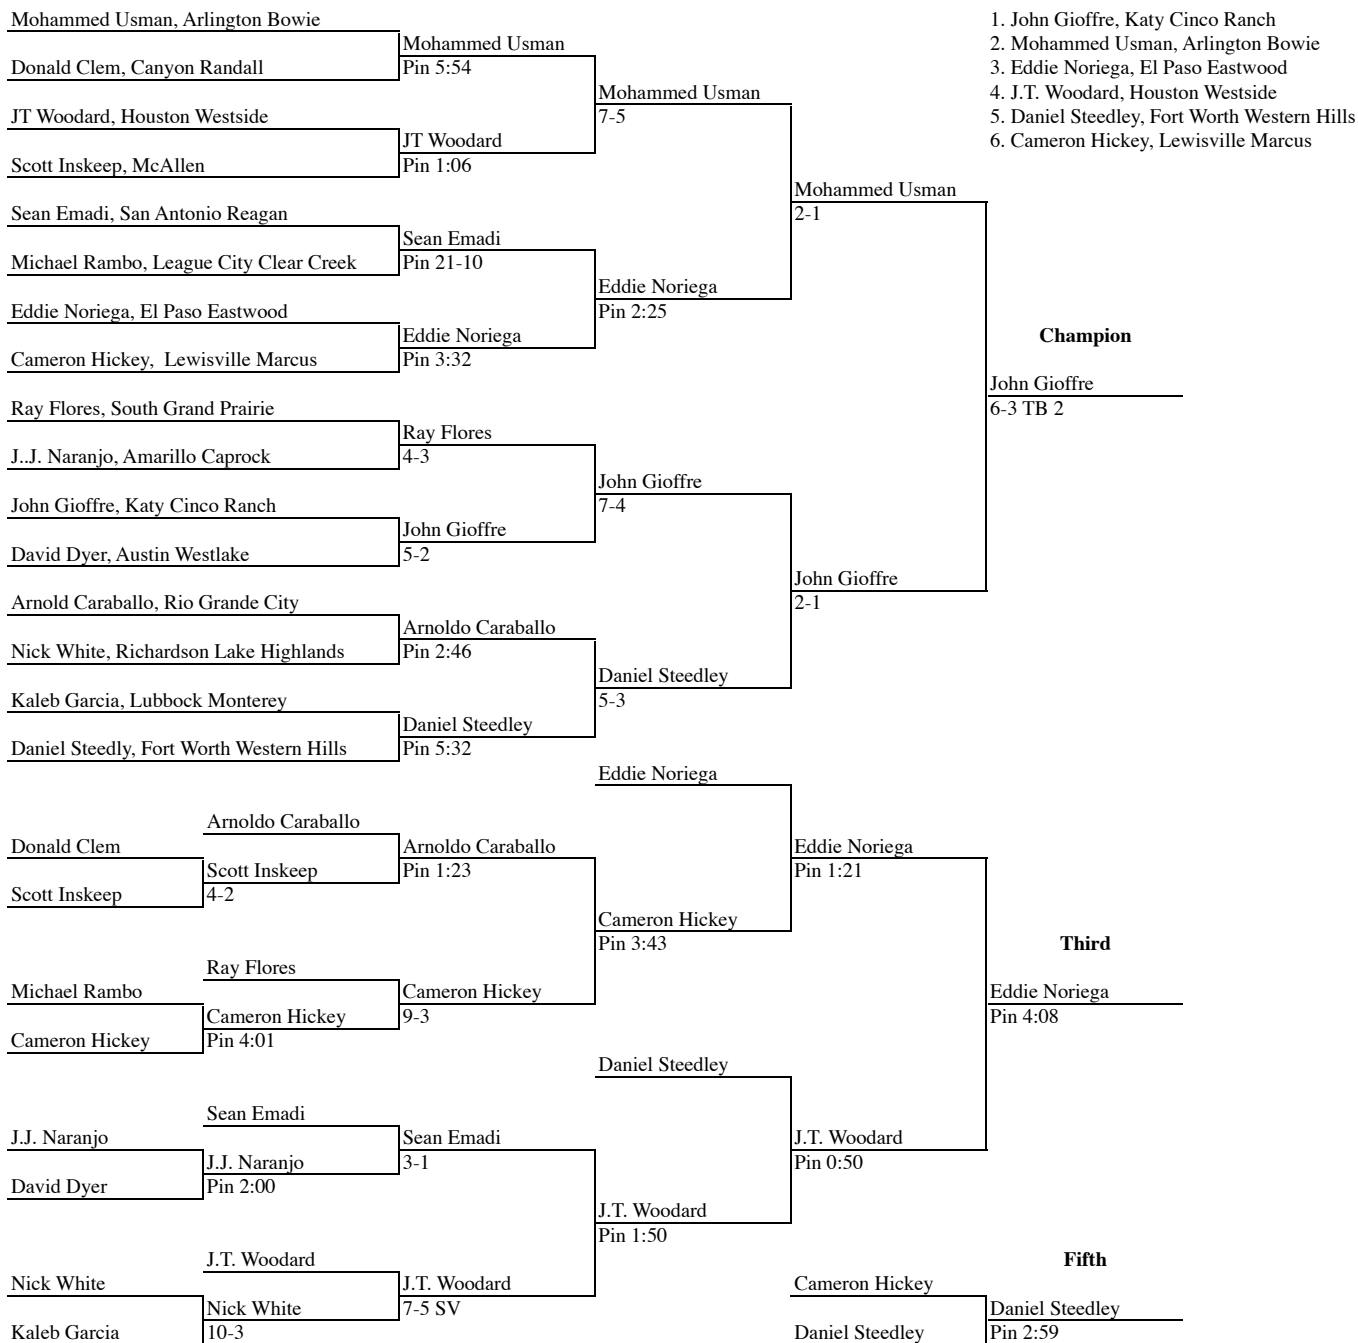 Mohammed Usman, Arlington Bowie
Donald Clem, Canyon Randall
JT Woodard, Houston Westside
Scott Inskeep, McAllen
Sean Emadi, San Antonio Reagan
Michael Rambo, League City Clear Creek
Eddie Noriega, El Paso Eastwood
Cameron Hickey,  Lewisville Marcus
Ray Flores, South Grand Prairie
J..J. Naranjo, Amarillo Caprock
John Gioffre, Katy Cinco Ranch
David Dyer, Austin Westlake
Arnold Caraballo, Rio Grande City
Nick White, Richardson Lake Highlands
Kaleb Garcia, Lubbock Monterey
Daniel Steedly, Fort Worth Western Hills
Mohammed Usman
Pin 5:54
JT Woodard
Pin 1:06
Sean Emadi
Pin 21-10
Eddie Noriega
Pin 3:32
Ray Flores
4-3
John Gioffre
5-2
Arnoldo Caraballo
Pin 2:46
Daniel Steedley
Pin 5:32
Mohammed Usman
7-5
Eddie Noriega
Pin 2:25
John Gioffre
7-4
Daniel Steedley
5-3
Mohammed Usman
2-1
John Gioffre
2-1
Champion
John Gioffre
6-3 TB 2
1. John Gioffre, Katy Cinco Ranch
2. Mohammed Usman, Arlington Bowie
3. Eddie Noriega, El Paso Eastwood
4. J.T. Woodard, Houston Westside
5. Daniel Steedley, Fort Worth Western Hills
6. Cameron Hickey, Lewisville Marcus
Donald Clem
Scott Inskeep
Michael Rambo
Cameron Hickey
J.J. Naranjo
David Dyer
Nick White
Kaleb Garcia
Arnoldo Caraballo
Scott Inskeep
4-2
Ray Flores
Cameron Hickey
Pin 4:01
Sean Emadi
J.J. Naranjo
Pin 2:00
J.T. Woodard
Nick White
10-3
Arnoldo Caraballo
Pin 1:23
Cameron Hickey
9-3
Sean Emadi
3-1
J.T. Woodard
7-5 SV
Eddie Noriega
Cameron Hickey
Pin 3:43
Daniel Steedley
J.T. Woodard
Pin 1:50
Eddie Noriega
Pin 1:21
J.T. Woodard
Pin 0:50
Third
Eddie Noriega
Pin 4:08
Fifth
Cameron Hickey
Daniel Steedley
Daniel Steedley
Pin 2:59